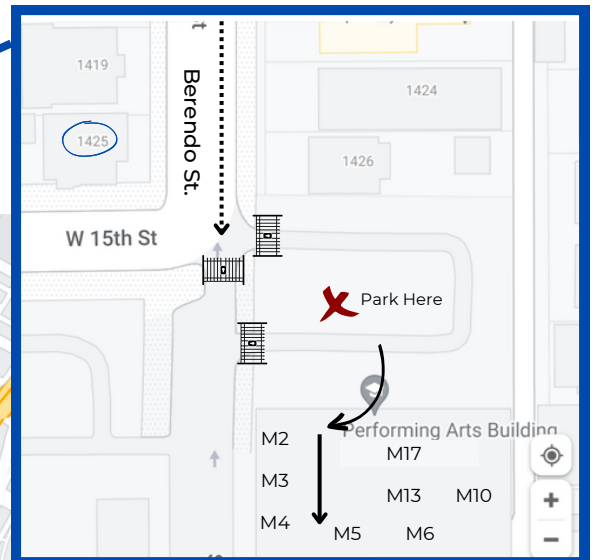 1419
1424
Berendo St.
1425
1426
W 15th St
Park Here
Performing Arts Building
M2
M17
M3
M13
M10
M4
M5
M6
+
−